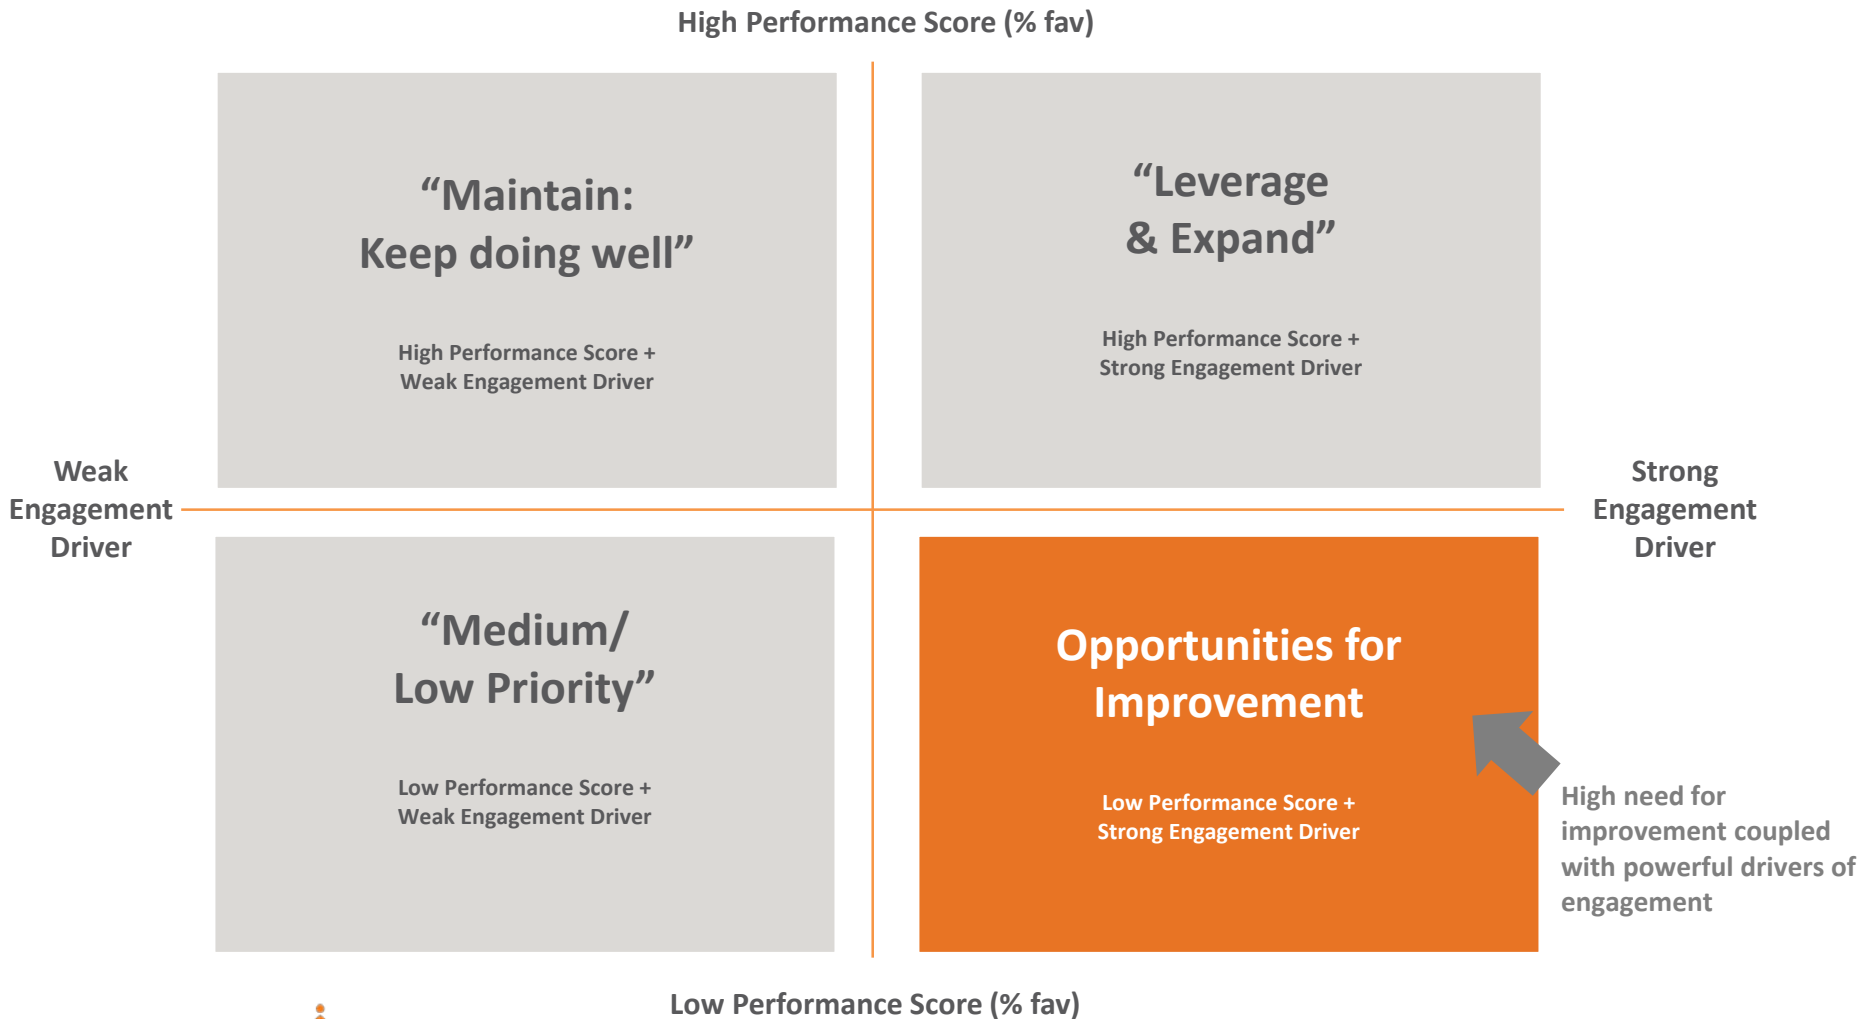 High Performance Score (% fav)
“Maintain:
Keep doing well”
High Performance Score +
Weak Engagement Driver
“Leverage
& Expand”
High Performance Score +
Strong Engagement Driver
Weak
Engagement
Driver
Strong
Engagement
Driver
“Medium/
Low Priority”
Low Performance Score +
Weak Engagement Driver
Opportunities for
Improvement
Low Performance Score +
Strong Engagement Driver
High need for
improvement coupled
with powerful drivers of
engagement
Low Performance Score (% fav)